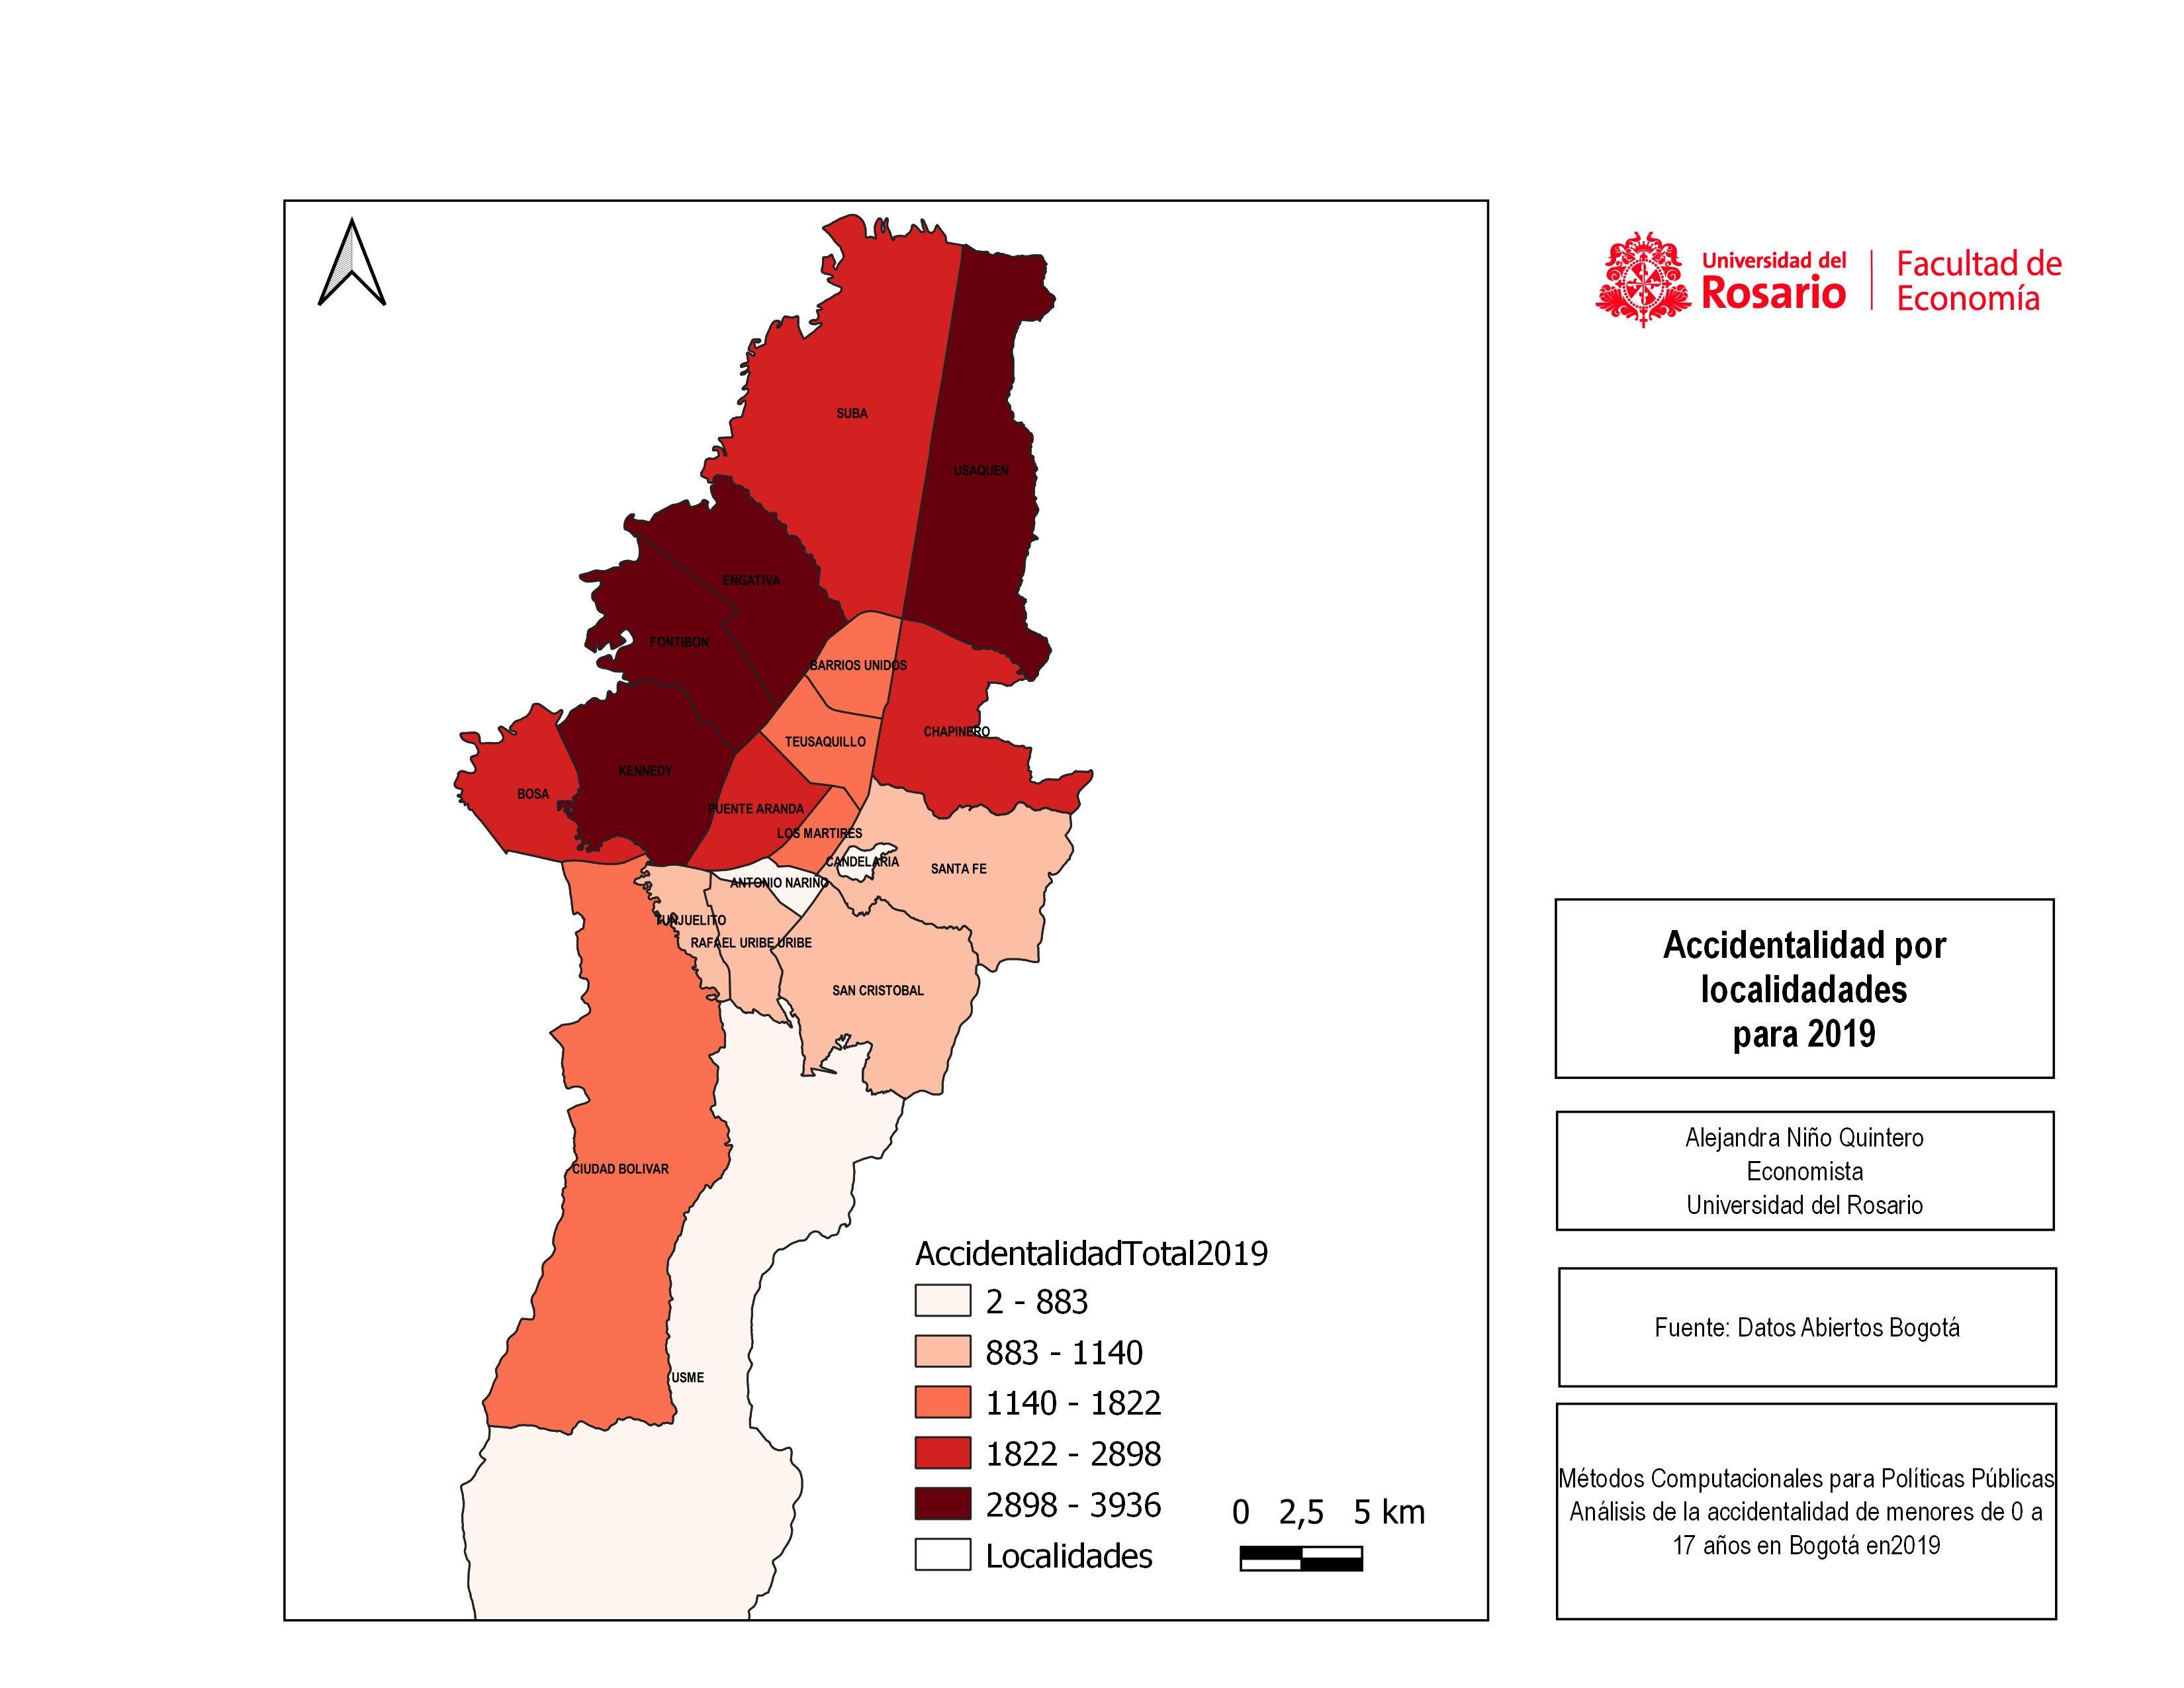 Universidad del
Rosario
Facultad de
Economía
SUBA
USAQUEN
ENGATIVA
FONTIBON
BARRIOS UNIDOS
CHAPINERO
TEUSAQUILLO
KENNEDY
BOSA
PUENTE ARANDA
LOS MARTIRES
CANDELARIA
SANTA FE
ANTONIO NARIÑO
TUNJUELITO
RAFAEL URIBE URIBE
SAN CRISTOBAL
CIUDAD BOLIVAR
USME
AccidentalidadTotal2019
2 - 883
883 - 1140
1140 - 1822
1822 - 2898
2898 - 3936
Localidades
0 2,5 5 km
Accidentalidad por
localidadades
para 2019
Alejandra Niño Quintero
Economista
Universidad del Rosario
Fuente: Datos Abiertos Bogotá
Métodos Computacionales para Políticas Públicas
Análisis de la accidentalidad de menores de 0 a
17 años en Bogotá en2019